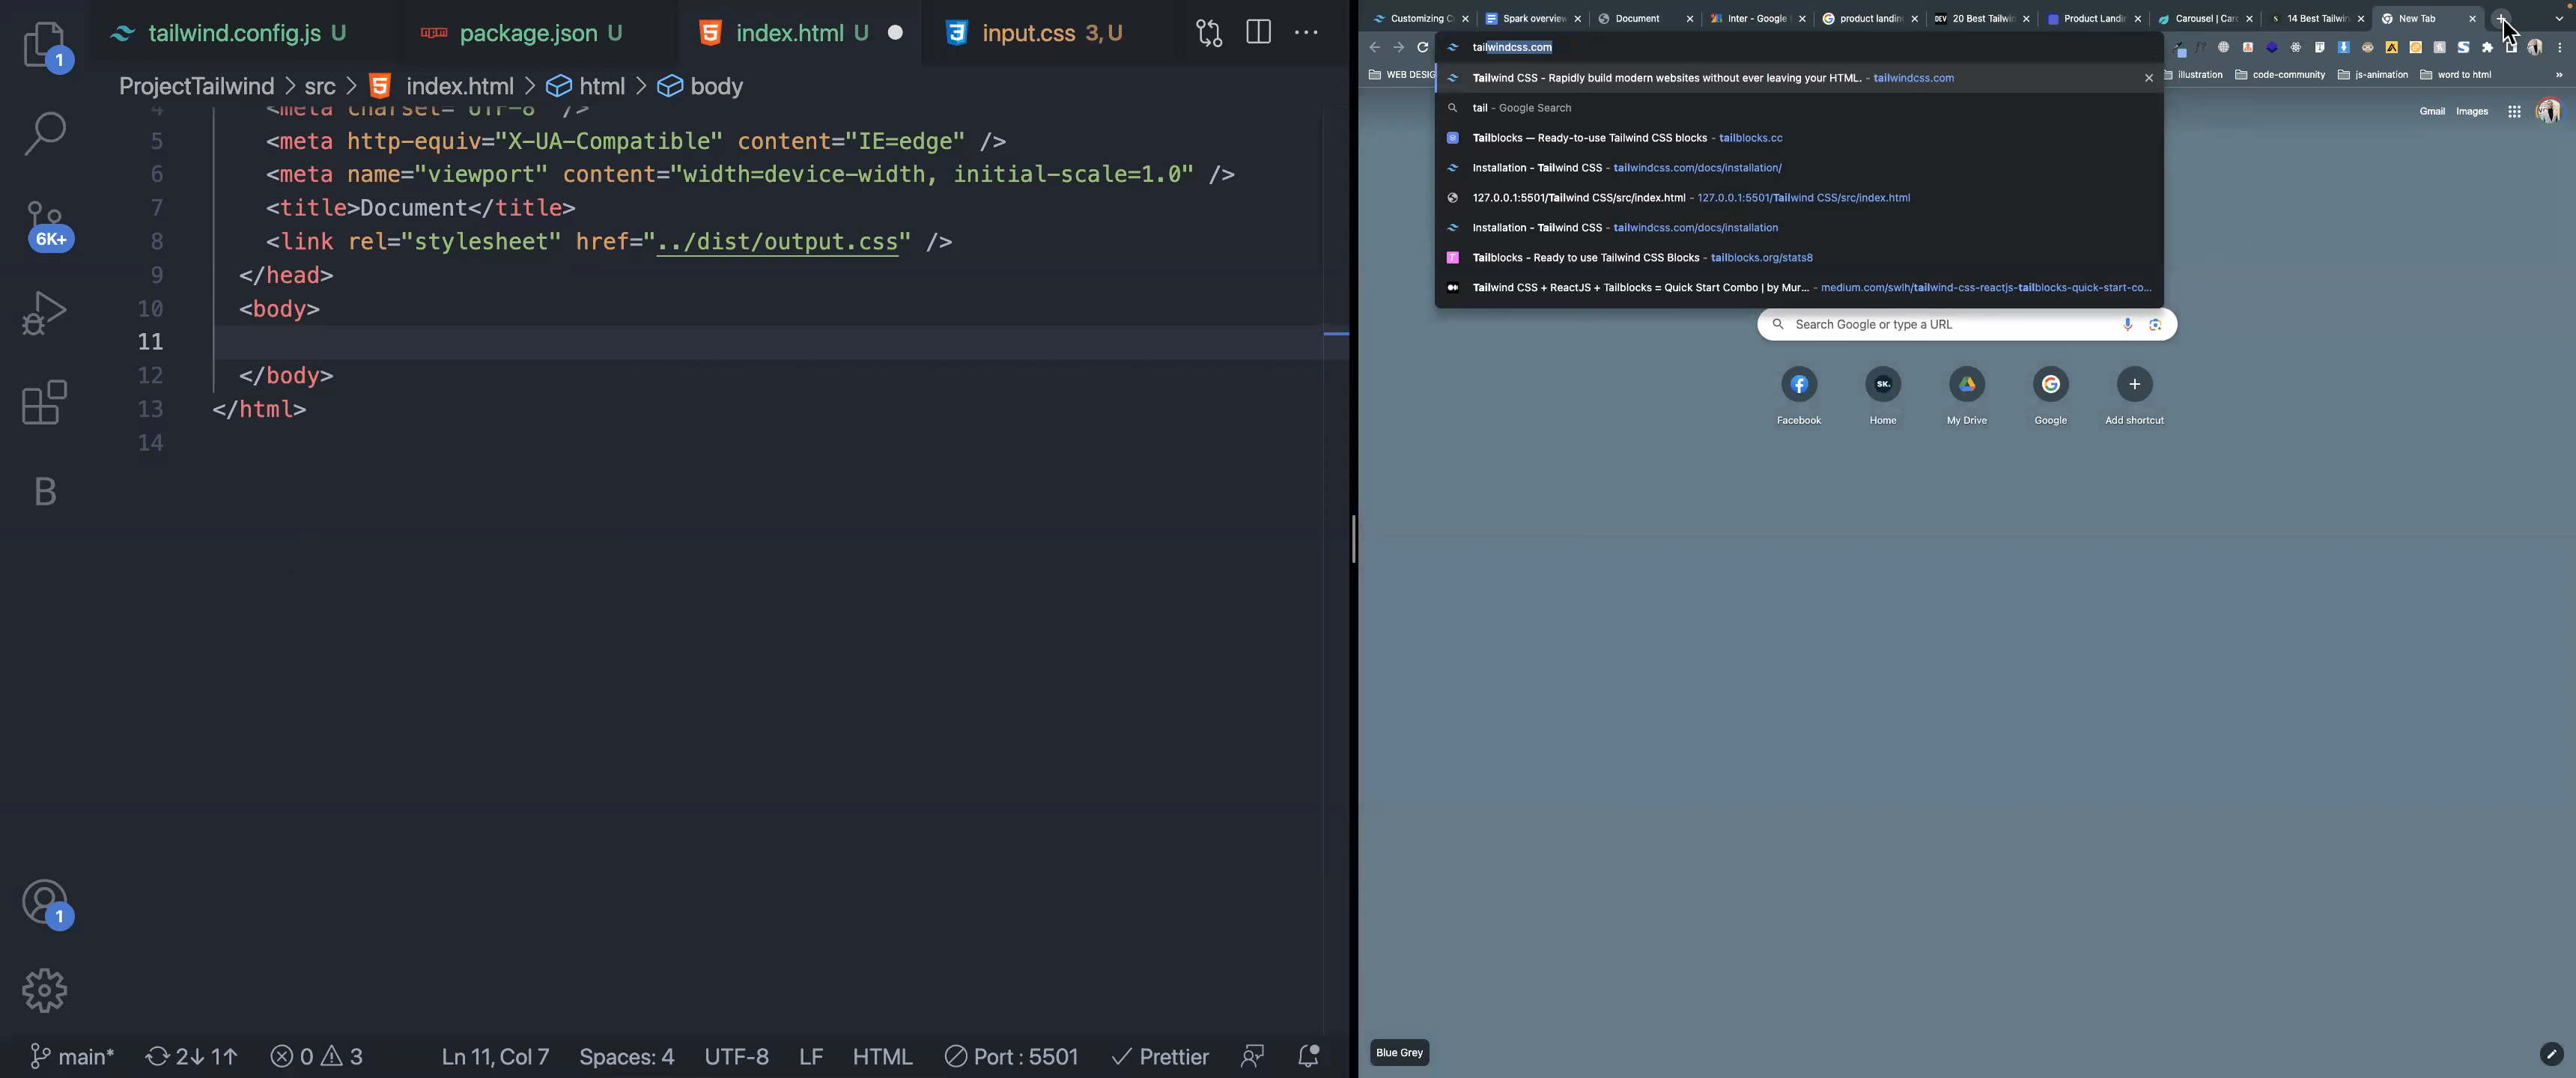 tailwind.config.js U
package.json U
index.html U
input.css 3, U
1
ProjectTailwind > src > index.html > html > body
4 <meta charset="UTF-8" />
5 <meta http-equiv="X-UA-Compatible" content="IE=edge" />
6 <meta name="viewport" content="width=device-width, initial-scale=1.0" />
7 <title>Document</title>
8 <link rel="stylesheet" href="../dist/output.css" />
9 </head>
10 <body>
11
12 </body>
13 </html>
14
6K+
B
1
main* 2↓ 1↑ 0 3 Ln 11, Col 7 Spaces: 4 UTF-8 LF HTML Port : 5501 Prettier
Customizing C Spark overview Document Inter - Google product landin DEV 20 Best Tailwi Product Landi Carousel | Car S 14 Best Tailwi New Tab
tailwindcss.com
WEB DESIG illustration code-community js-animation word to html »
Tailwind CSS - Rapidly build modern websites without ever leaving your HTML. - tailwindcss.com
tail - Google Search
Tailblocks — Ready-to-use Tailwind CSS blocks - tailblocks.cc
Installation - Tailwind CSS - tailwindcss.com/docs/installation/
127.0.0.1:5501/Tailwind CSS/src/index.html - 127.0.0.1:5501/Tailwind CSS/src/index.html
Installation - Tailwind CSS - tailwindcss.com/docs/installation
Tailblocks - Ready to use Tailwind CSS Blocks - tailblocks.org/stats8
Tailwind CSS + ReactJS + Tailblocks = Quick Start Combo | by Mur... - medium.com/swlh/tailwind-css-reactjs-tailblocks-quick-start-co...
Gmail Images
Search Google or type a URL
SK.
Facebook Home My Drive Google Add shortcut
Blue Grey